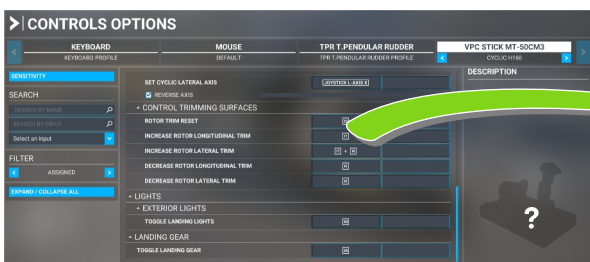 CONTROLS OPTIONS
KEYBOARD
KEYBOARD PROFILE
MOUSE
DEFAULT
TPR T.PENDULAR RUDDER
TPR T.PENDULAR RUDDER PROFILE
VPC STICK MT-50CM3
CYCLIC H160
SENSITIVITY
SEARCH
SEARCH BY NAME
SEARCH BY INPUT
Select an input
FILTER
ASSIGNED
EXPAND / COLLAPSE ALL
SET CYCLIC LATERAL AXIS
JOYSTICK L-AXIS X
REVERSE AXIS
CONTROL TRIMMING SURFACES
ROTOR TRIM RESET
INCREASE ROTOR LONGITUDINAL TRIM
INCREASE ROTOR LATERAL TRIM
DECREASE ROTOR LONGITUDINAL TRIM
DECREASE ROTOR LATERAL TRIM
LIGHTS
EXTERIOR LIGHTS
TOGGLE LANDING LIGHTS
LANDING GEAR
TOGGLE LANDING GEAR
DESCRIPTION
?